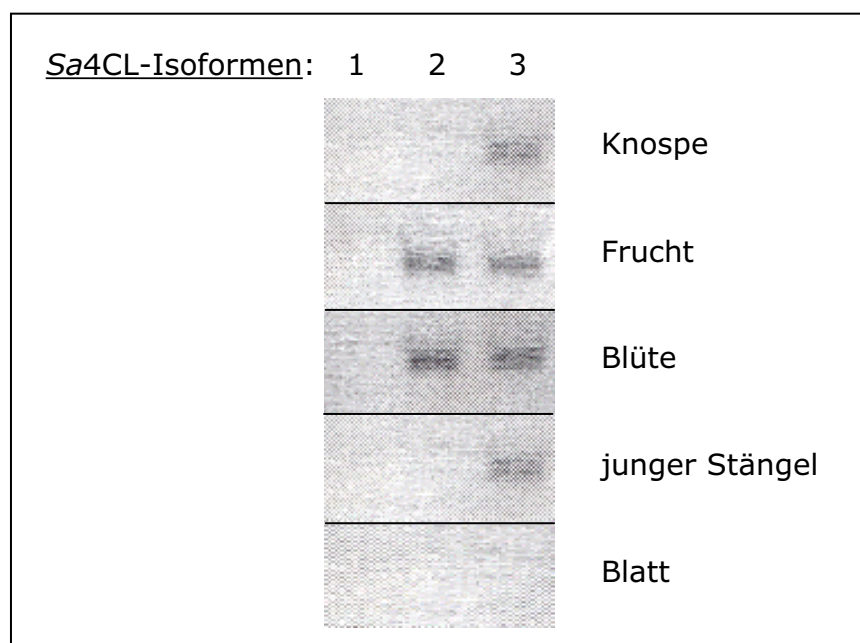 Sa4CL-Isoformen: 1 2 3
Knospe
Frucht
Blüte
junger Stängel
Blatt